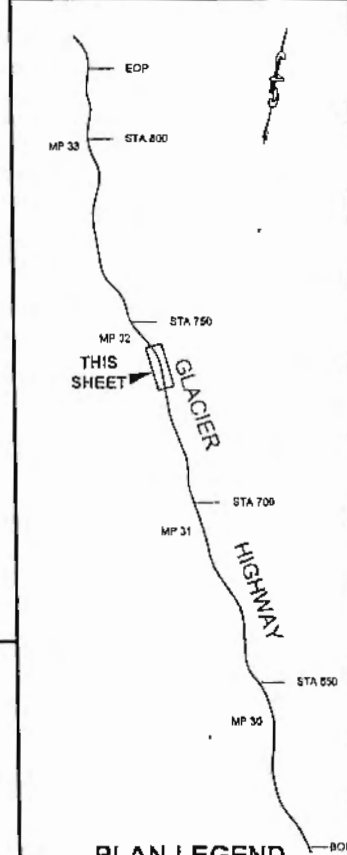 EOP
STA 800
MP 33
STA 750
MP 32
THIS
SHEET
GLACIER
STA 700
MP 31
HIGHWAY
STA 650
MP 30
BOP
PLAN LEGEND